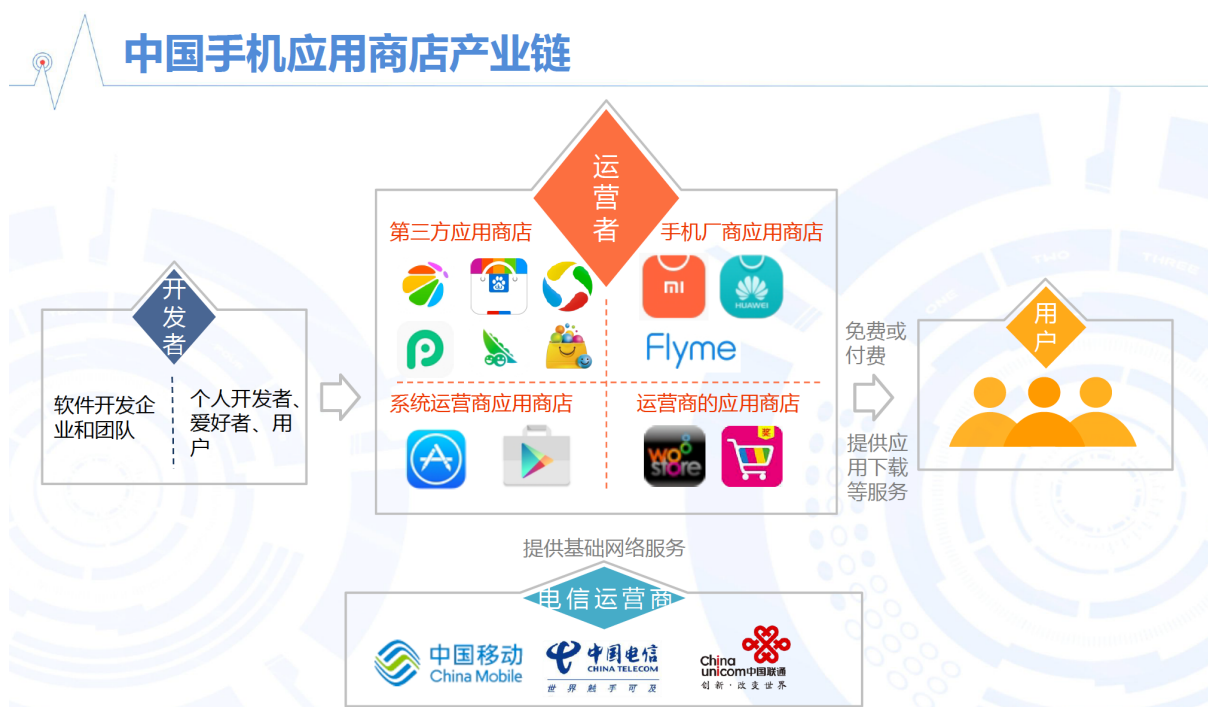 中国手机应用商店产业链
运营者
第三方应用商店
手机厂商应用商店
mi
HUAWEI
Flyme
系统运营商应用商店
运营商的应用商店
wo
store
奖
开发者
软件开发企
业和团队
个人开发者、
爱好者、用
户
免费或
付费
提供应
用下载
等服务
用户
提供基础网络服务
电信运营商
中国移动
China Mobile
中国电信
CHINA TELECOM
世界触手可及
China
unicom中国联通
创新·改变世界
TWO
THREE
ONE